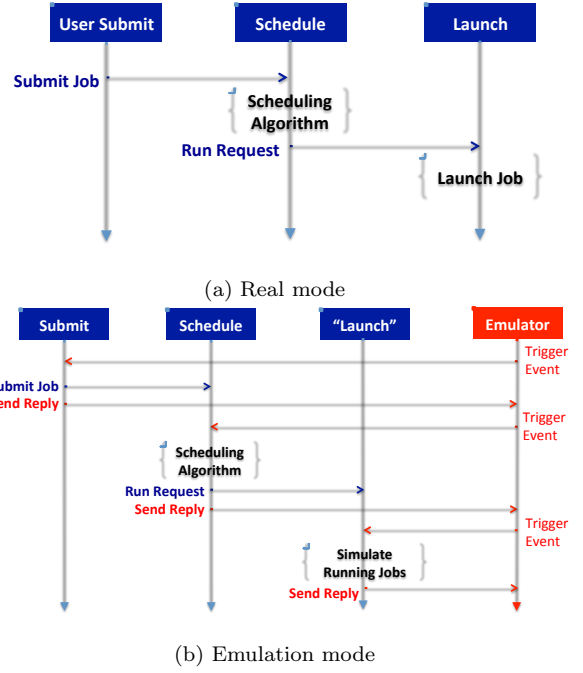 User Submit
Schedule
Launch
Submit Job
Scheduling
Algorithm
Run Request
Launch Job
(a) Real mode
Submit
Schedule
“Launch”
Emulator
Trigger
Event
ubmit Job
end Reply
Trigger
Event
Scheduling
Algorithm
Run Request
Send Reply
Trigger
Event
Simulate
Running Jobs
Send Reply
(b) Emulation mode